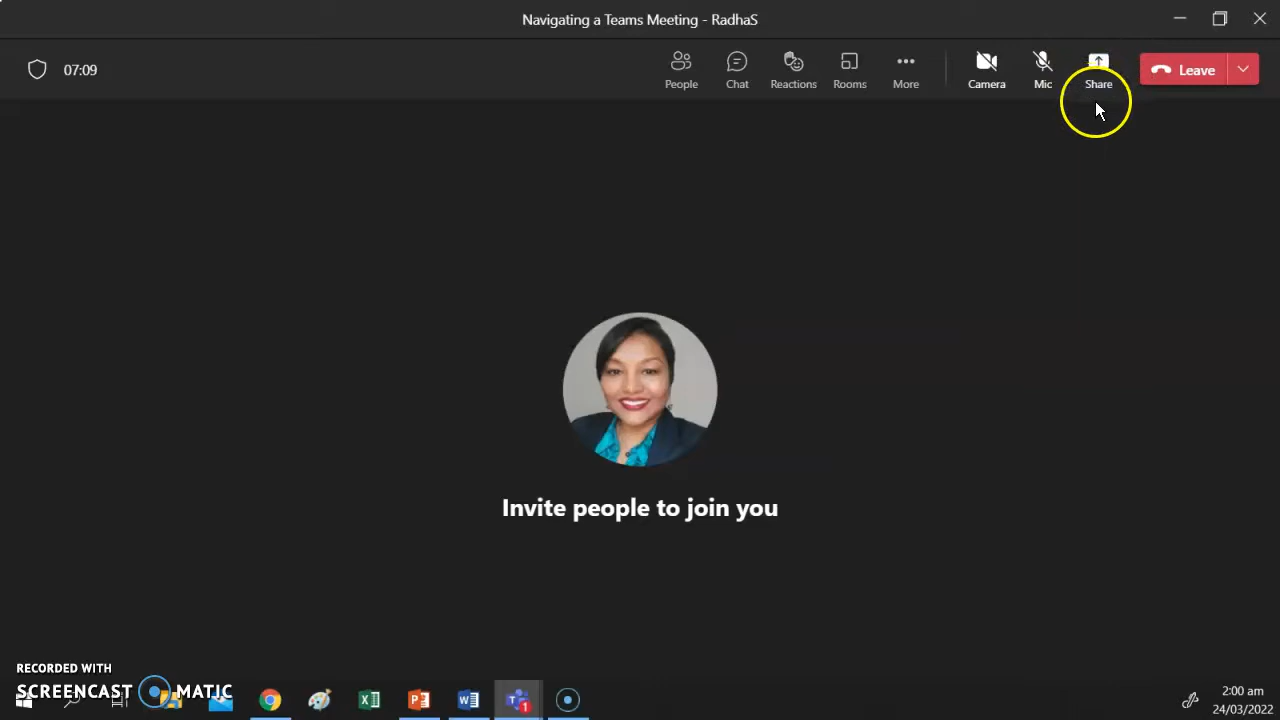 Navigating a Teams Meeting - RadhaS
07:09
People
Chat
Reactions
Rooms
More
Camera
Mic
Share
Leave
Invite people to join you
RECORDED WITH
SCREENCAST MATIC
1
2:00 am
24/03/2022